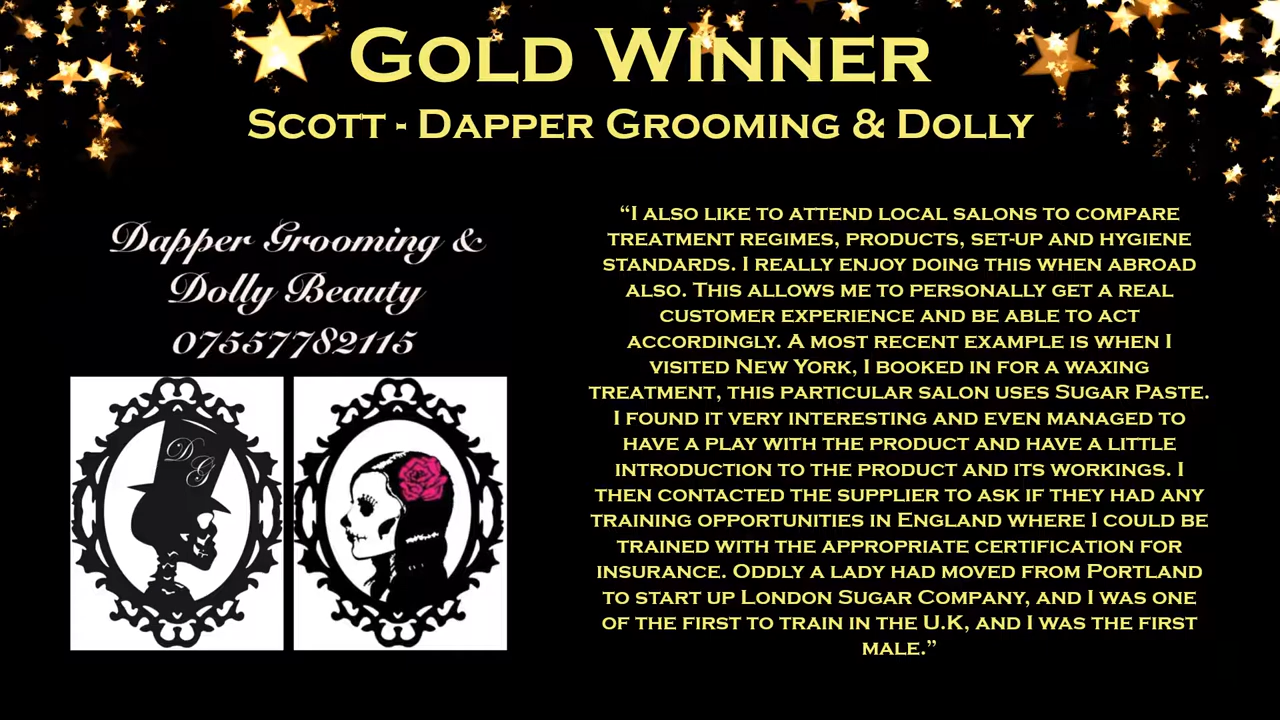 Gold Winner
Scott - Dapper Grooming & Dolly
Dapper Grooming &
Dolly Beauty
07557782115
DG
“I also like to attend local salons to compare
treatment regimes, products, set-up and hygiene
standards. I really enjoy doing this when abroad
also. This allows me to personally get a real
customer experience and be able to act
accordingly. A most recent example is when I
visited New York, I booked in for a waxing
treatment, this particular salon uses Sugar Paste.
I found it very interesting and even managed to
have a play with the product and have a little
introduction to the product and its workings. I
then contacted the supplier to ask if they had any
training opportunities in England where I could be
trained with the appropriate certification for
insurance. Oddly a lady had moved from Portland
to start up London Sugar Company, and I was one
of the first to train in the U.K, and I was the first
male.”